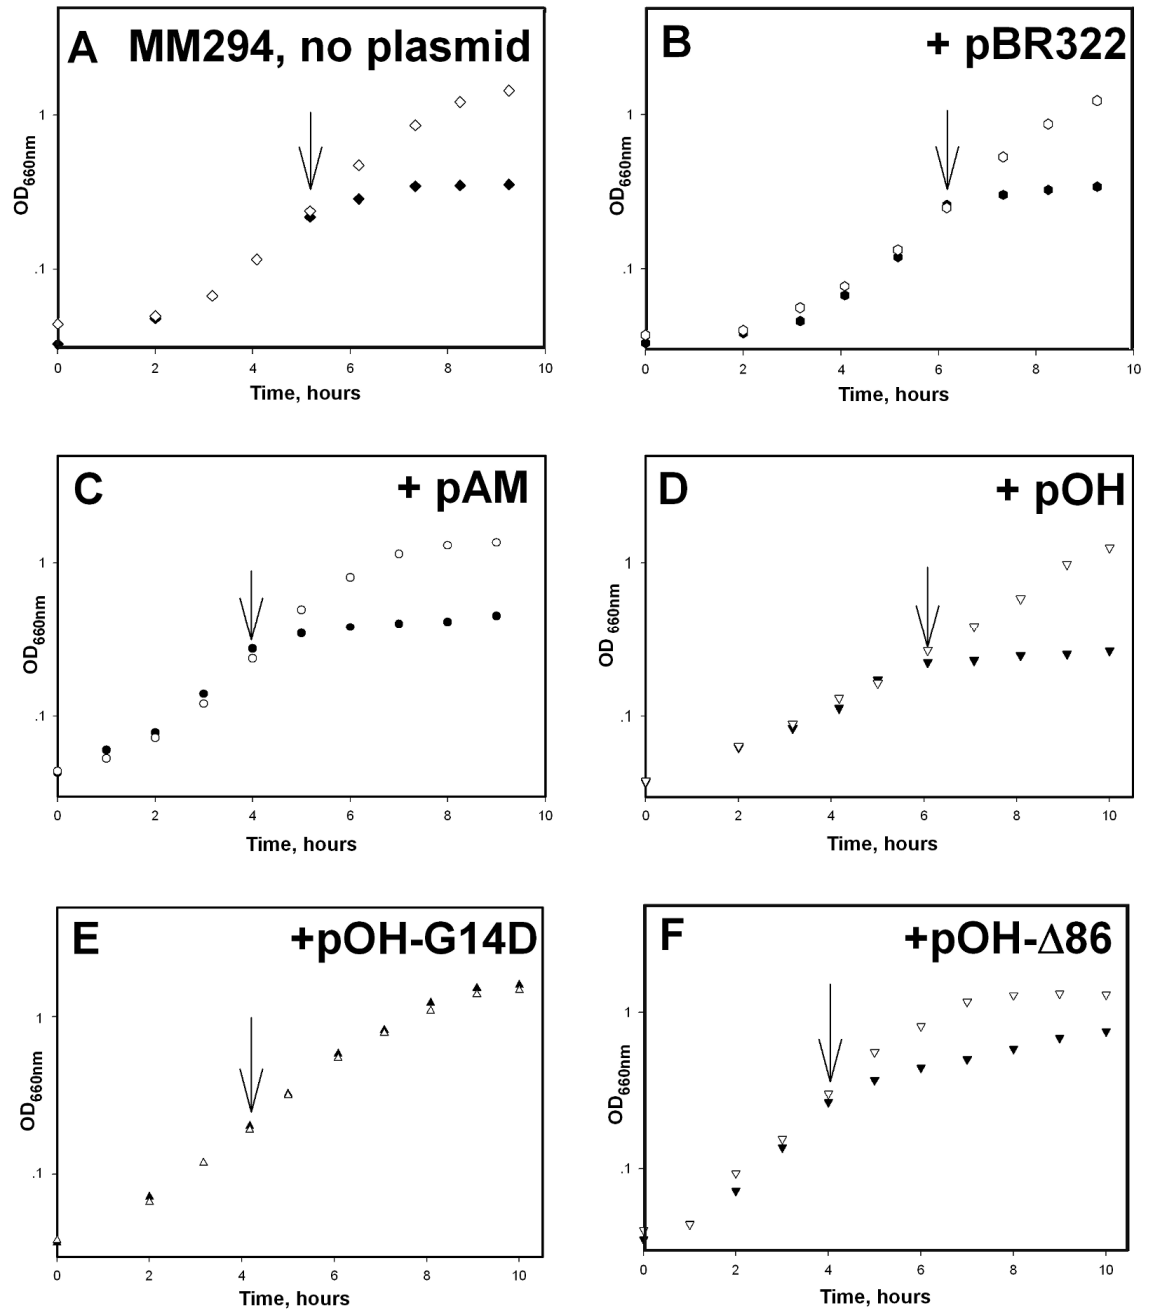 A MM294, no plasmid
1
.1
OD660nm
0 2 4 6 8 10
Time, hours
B + pBR322
1
.1
OD660nm
0 2 4 6 8 10
Time, hours
C + pAM
1
.1
OD660nm
0 2 4 6 8 10
Time, hours
D + pOH
1
.1
OD 660nm
0 2 4 6 8 10
Time, hours
E +pOH-G14D
1
.1
OD660nm
0 2 4 6 8 10
Time, hours
F +pOH-Δ86
1
.1
OD660nm
0 2 4 6 8 10
Time, hours